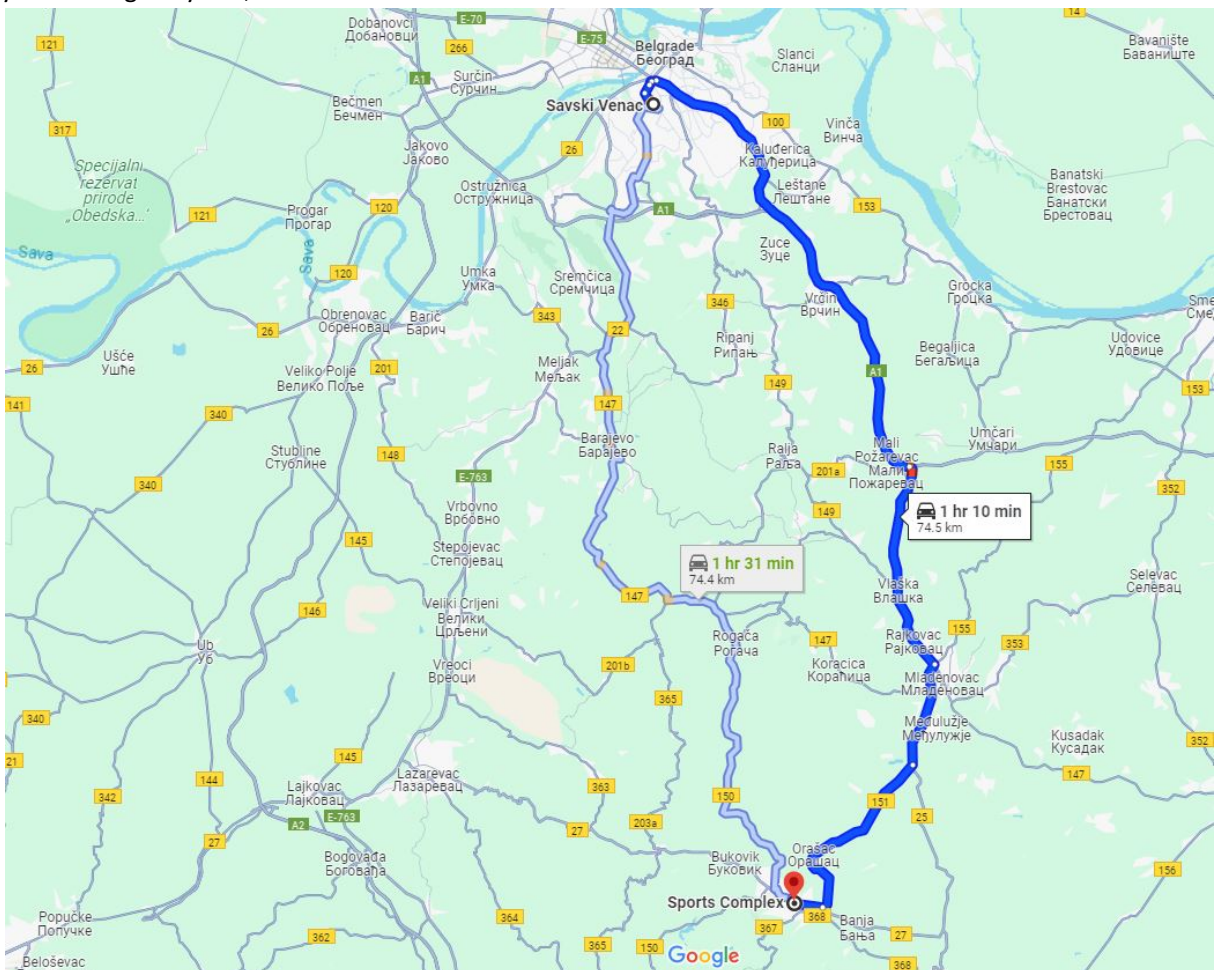 14
Dobanovci
Добановци
E-70
121
266
E-75
Belgrade
Београд
Slanci
Сланци
Bavanište
Баваниште
A1
Surčin
Сурчин
Bečmen
Бечмен
Savski Venac
100
Vinča
Винча
317
Jakovo
Јаково
26
Kaluđerica
Калуђерица
Specijalni
rezervat
prirode
„Obedska...“
Ostružnica
Остружница
Leštane
Лештане
Banatski
Brestovac
Банатски
Брестовац
121
Progar
Прогар
120
A1
153
Sava
Sava
Zuce
Зуце
120
Umka
Умка
Sremčica
Сремчица
Grocka
Гроцка
346
Vrčin
Врчин
Obrenovac
Обреновац
Barič
Барич
343
22
Ripanj
Рипањ
Begaljica
Бегаљица
Udovice
Удовице
26
Ušće
Ушће
Meljak
Мељак
26
Veliko Polje
Велико Поље
201
149
A1
153
141
340
147
Barajevo
Барајево
Mali
Požarevac
Мали
Пожаревац
Umčari
Умчари
Stubline
Стублине
148
Ralja
Раља
201a
155
E-763
340
352
Vrbovno
Врбовно
149
1 hr 10 min
74.5 km
145
Stepojevac
Степојевац
1 hr 31 min
74.4 km
Vlaška
Влашка
Selevac
Селевац
146
Veliki Crljeni
Велики
Црљени
147
Rogača
Рогача
147
Rajkovac
Рајковац
155
353
Ub
Уб
201b
Koracica
Кораћица
Mladenovac
Младеновац
Vreoci
Вреоци
365
340
Međulužje
Међулужје
Kusadak
Кусадак
352
21
145
144
Lajkovac
Лајковац
Lazarevac
Лазаревац
363
150
151
147
342
A2
E-763
203a
25
27
27
Bogovađa
Боговађа
Bukovik
Буковик
Orašac
Орашац
156
Sports Complex
368
Banja
Бања
Popučke
Попучке
364
367
27
362
365
150
Google
368
Beloševac